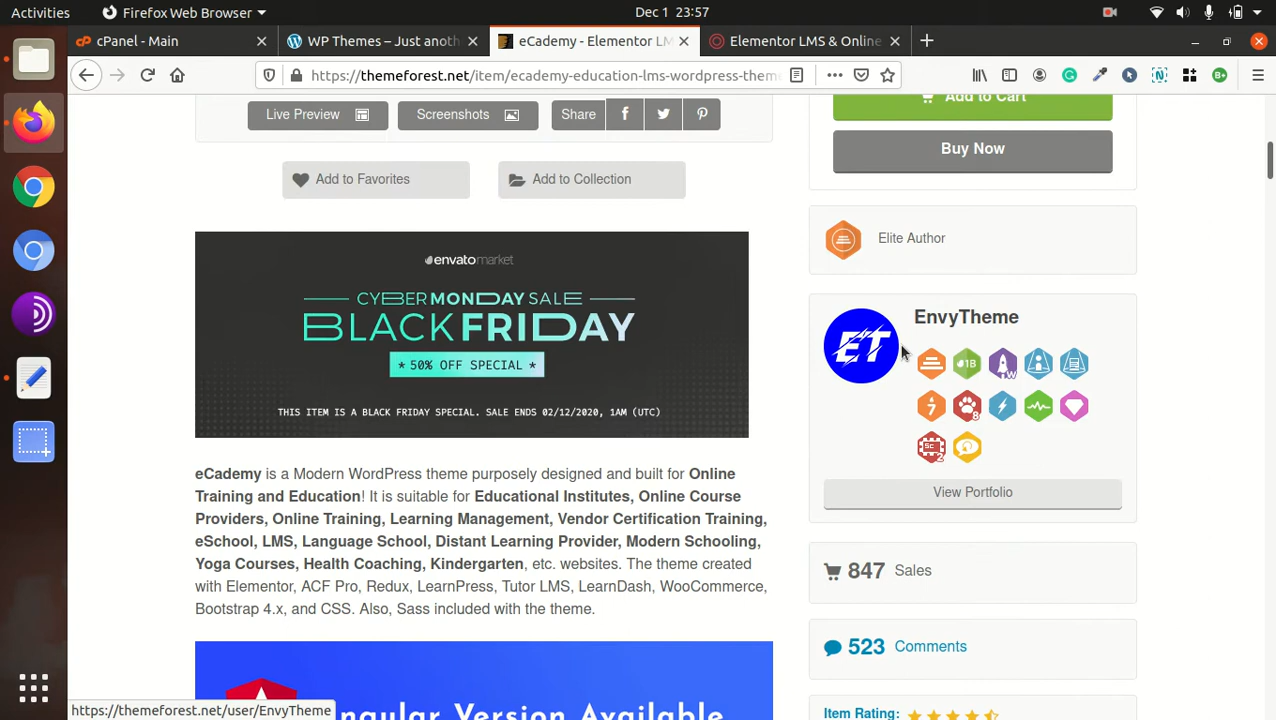 Activities
Firefox Web Browser
Dec 1 23:57
cPanel - Main
WP Themes – Just anoth
eCademy - Elementor LM
Elementor LMS & Online
https://themeforest.net/item/ecademy-education-lms-wordpress-them
Live Preview
Screenshots
Share
Add to Cart
Buy Now
Add to Favorites
Add to Collection
Elite Author
envatomarket
CYBER MONDAY SALE
BLACKFRIDAY
* 50% OFF SPECIAL *
THIS ITEM IS A BLACK FRIDAY SPECIAL. SALE ENDS 02/12/2020, 1AM (UTC)
ET
EnvyTheme
View Portfolio
eCademy is a Modern WordPress theme purposely designed and built for Online
Training and Education! It is suitable for Educational Institutes, Online Course
Providers, Online Training, Learning Management, Vendor Certification Training,
eSchool, LMS, Language School, Distant Learning Provider, Modern Schooling,
Yoga Courses, Health Coaching, Kindergarten, etc. websites. The theme created
with Elementor, ACF Pro, Redux, LearnPress, Tutor LMS, LearnDash, WooCommerce,
Bootstrap 4.x, and CSS. Also, Sass included with the theme.
847 Sales
523 Comments
Item Rating:
ngular Version Available
https://themeforest.net/user/EnvyTheme